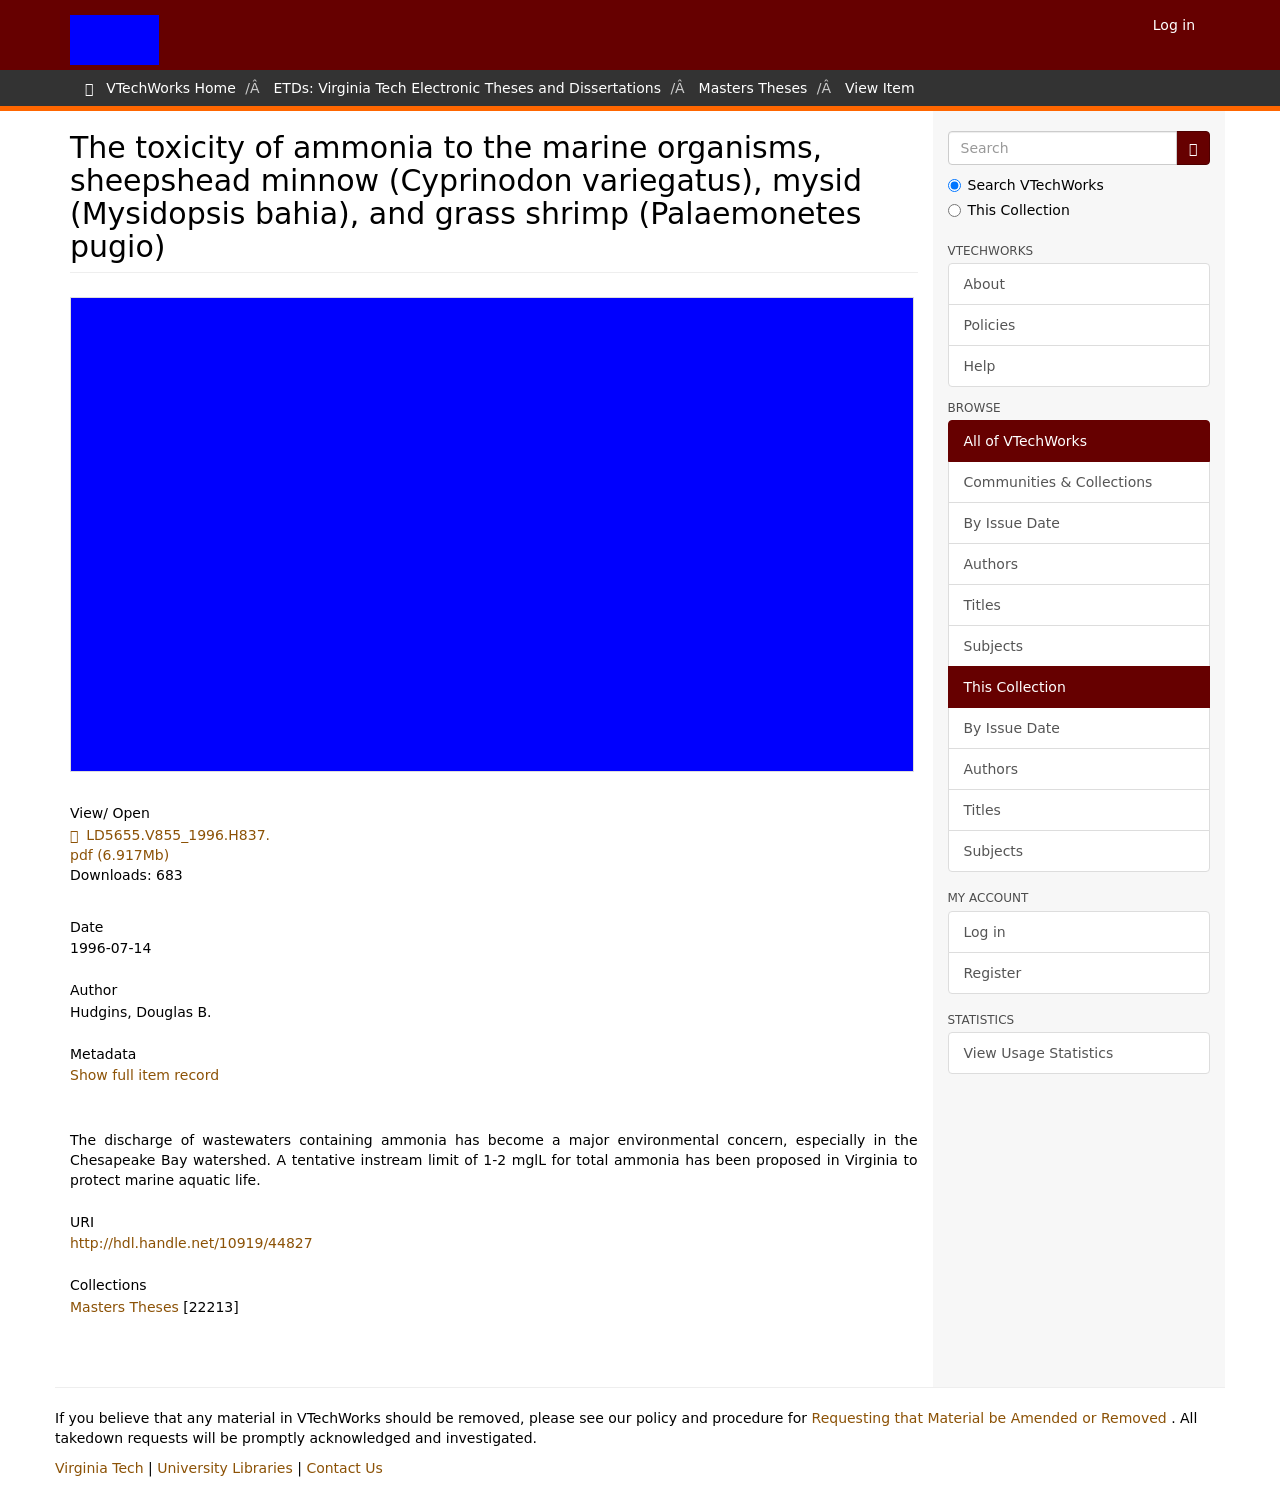 Log in
VTechWorks Home /Â ETDs: Virginia Tech Electronic Theses and Dissertations /Â Masters Theses /Â View Item
The toxicity of ammonia to the marine organisms,
sheepshead minnow (Cyprinodon variegatus), mysid
(Mysidopsis bahia), and grass shrimp (Palaemonetes
pugio)
View/ Open
LD5655.V855_1996.H837.
pdf (6.917Mb)
Downloads: 683
Date
1996-07-14
Author
Hudgins, Douglas B.
Metadata
Show full item record
The discharge of wastewaters containing ammonia has become a major environmental concern, especially in the
Chesapeake Bay watershed. A tentative instream limit of 1-2 mglL for total ammonia has been proposed in Virginia to
protect marine aquatic life.
URI
http://hdl.handle.net/10919/44827
Collections
Masters Theses [22213]
Search
Search VTechWorks
This Collection
VTECHWORKS
About
Policies
Help
BROWSE
All of VTechWorks
Communities & Collections
By Issue Date
Authors
Titles
Subjects
This Collection
By Issue Date
Authors
Titles
Subjects
MY ACCOUNT
Log in
Register
STATISTICS
View Usage Statistics
If you believe that any material in VTechWorks should be removed, please see our policy and procedure for Requesting that Material be Amended or Removed . All
takedown requests will be promptly acknowledged and investigated.
Virginia Tech | University Libraries | Contact Us